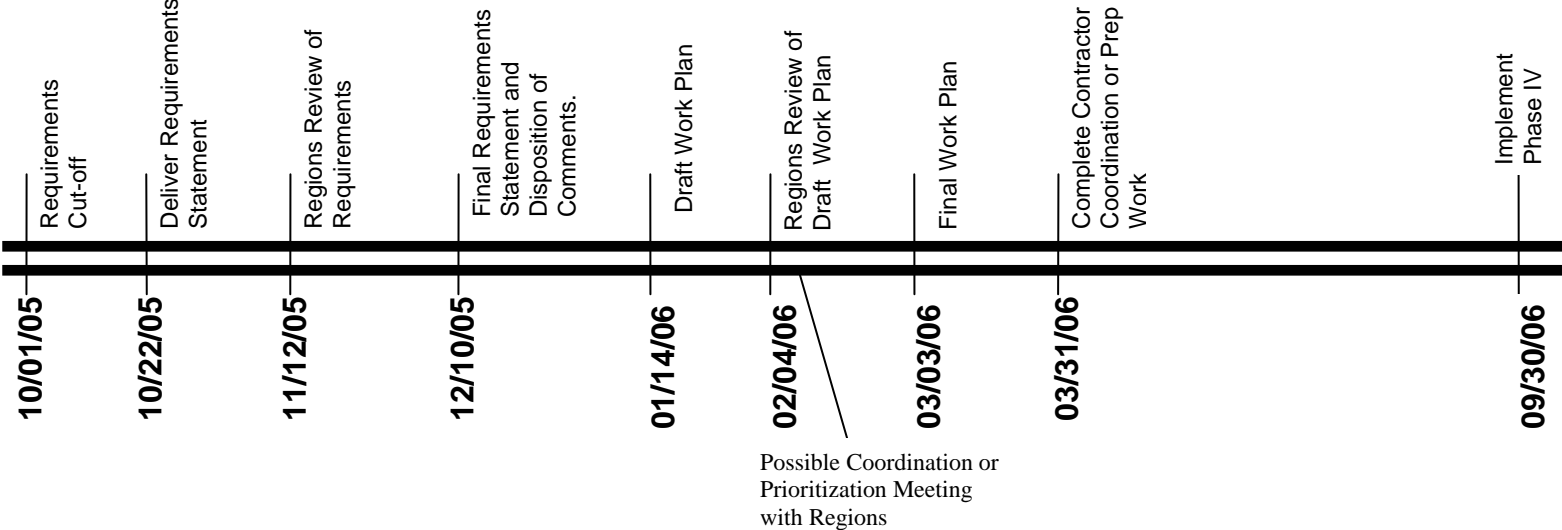 Requirements
Cut-off
Deliver Requirements
Statement
Regions Review of
Requirements
Final Requirements
Statement and
Disposition of
Comments.
Draft Work Plan
Regions Review of
Draft Work Plan
Final Work Plan
Complete Contractor
Coordination or Prep
Work
Implement
Phase IV
10/01/05
10/22/05
11/12/05
12/10/05
01/14/06
02/04/06
03/03/06
03/31/06
09/30/06
Possible Coordination or
Prioritization Meeting
with Regions